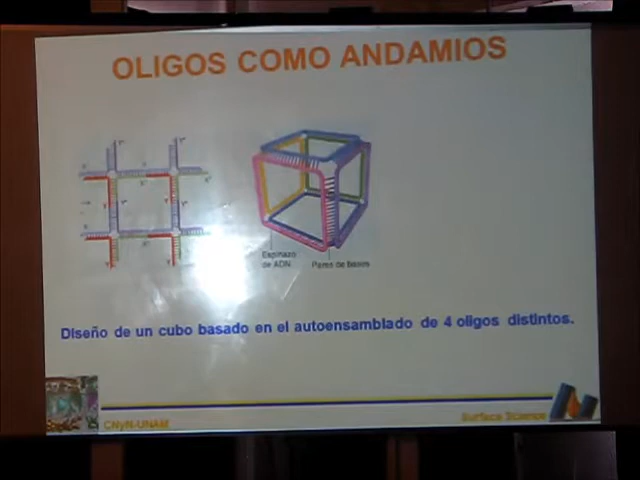 OLIGOS COMO ANDAMIOS
Espinazo
de ADN
Pares de bases
Diseño de un cubo basado en el autoensamblado de 4 oligos distintos.
CNyN-UNAM
Surface Science